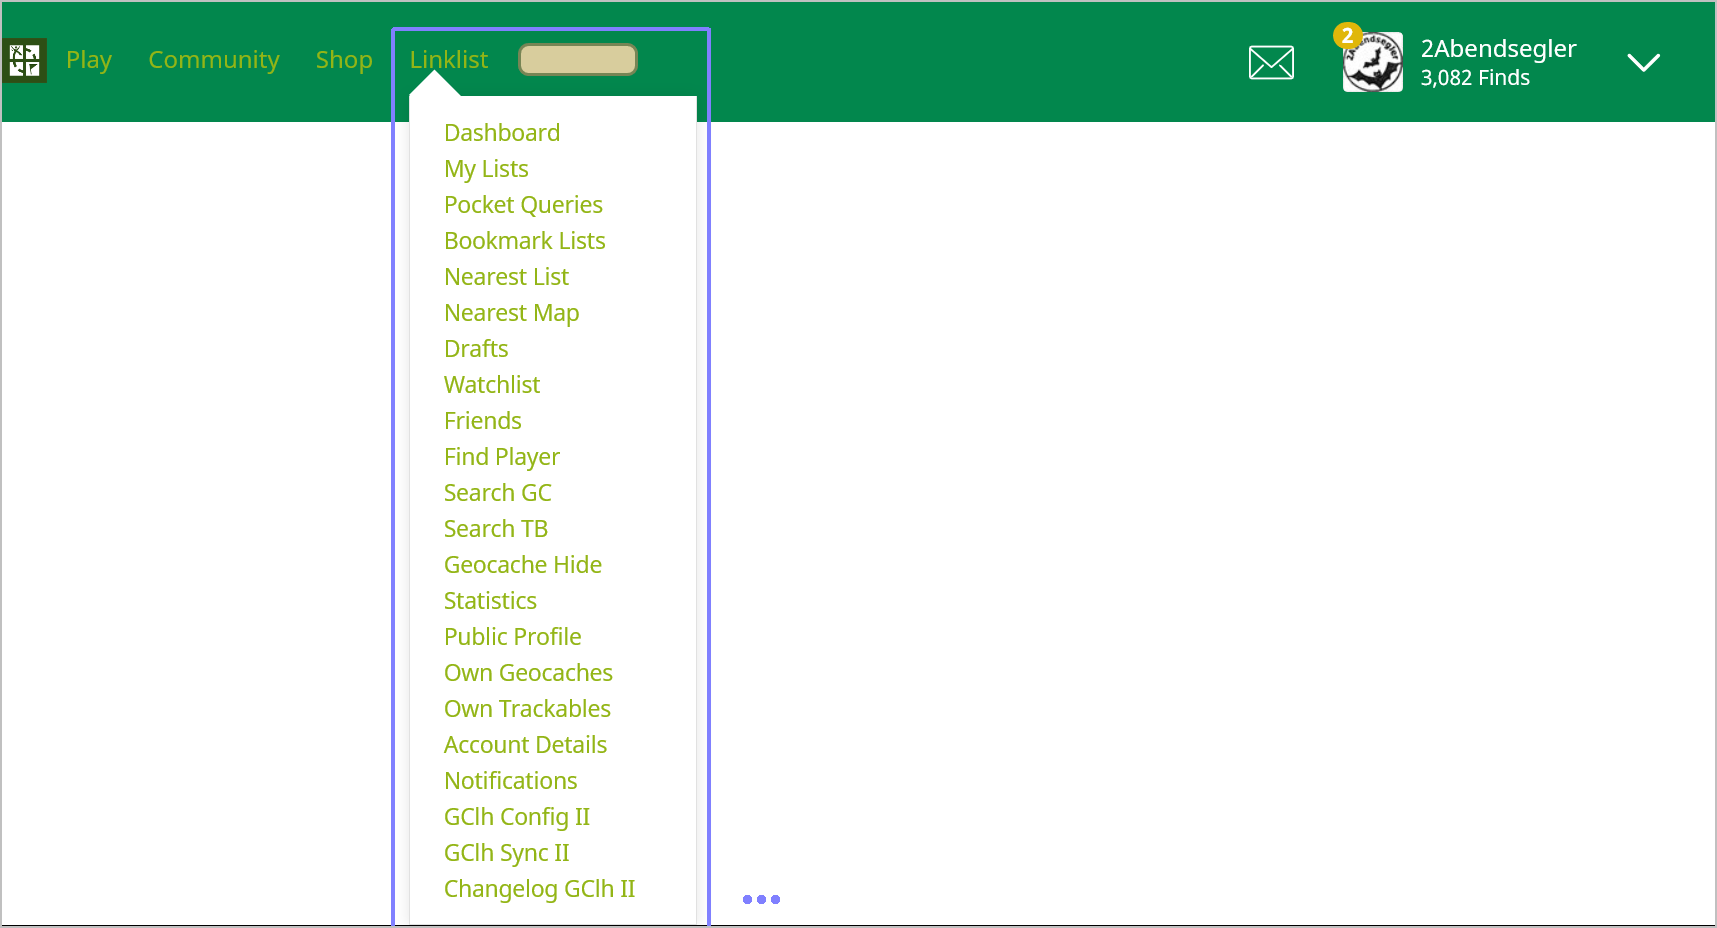 Play Community Shop Linklist
2
2Abendsegler
2Abendsegler
3,082 Finds
Dashboard
My Lists
Pocket Queries
Bookmark Lists
Nearest List
Nearest Map
Drafts
Watchlist
Friends
Find Player
Search GC
Search TB
Geocache Hide
Statistics
Public Profile
Own Geocaches
Own Trackables
Account Details
Notifications
GClh Config II
GClh Sync II
Changelog GClh II